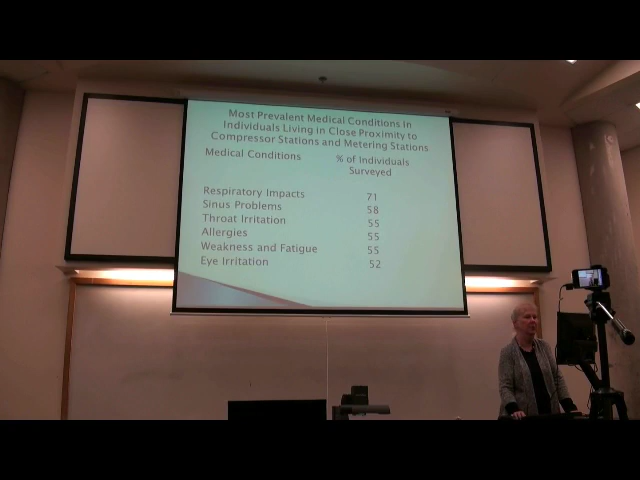 Most Prevalent Medical Conditions In
Individuals Living in Close Proximity to
Compressor Stations and Metering Stations
Medical Conditions % of Individuals
Surveyed
Respiratory Impacts 71
Sinus Problems 58
Throat Irritation 55
Allergies 55
Weakness and Fatigue 55
Eye Irritation 52